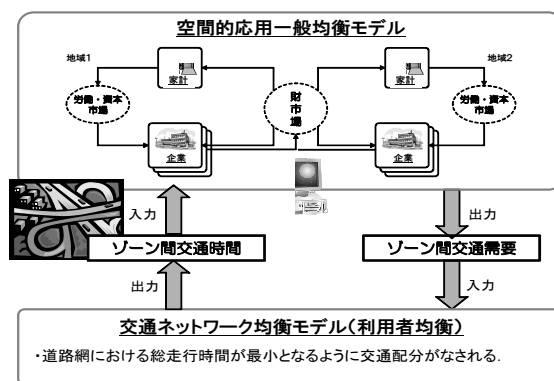 空間的応用一般均衡モデル
地域1
地域2
家計
家計
労働・資本
市場
財
市
場
労働・資本
市場
企業
企業
入力
出力
ゾーン間交通時間
ゾーン間交通需要
出力
入力
交通ネットワーク均衡モデル（利用者均衡）
・道路網における総走行時間が最小となるように交通配分がなされる.